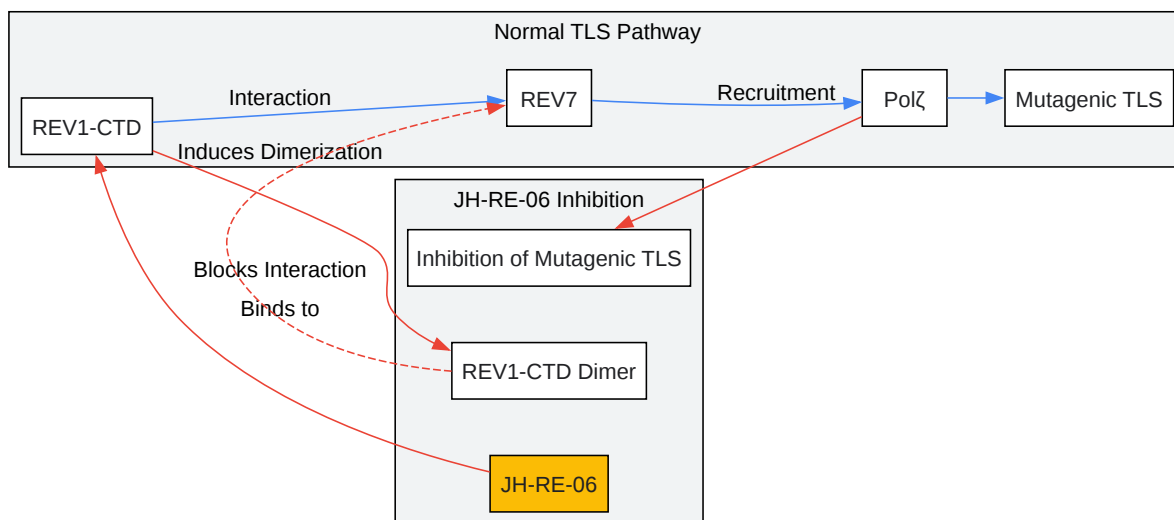 Normal TLS Pathway
REV1-CTD
Interaction
REV7
Recruitment
Polζ
Mutagenic TLS
Induces Dimerization
JH-RE-06 Inhibition
Inhibition of Mutagenic TLS
Blocks Interaction
Binds to
REV1-CTD Dimer
JH-RE-06